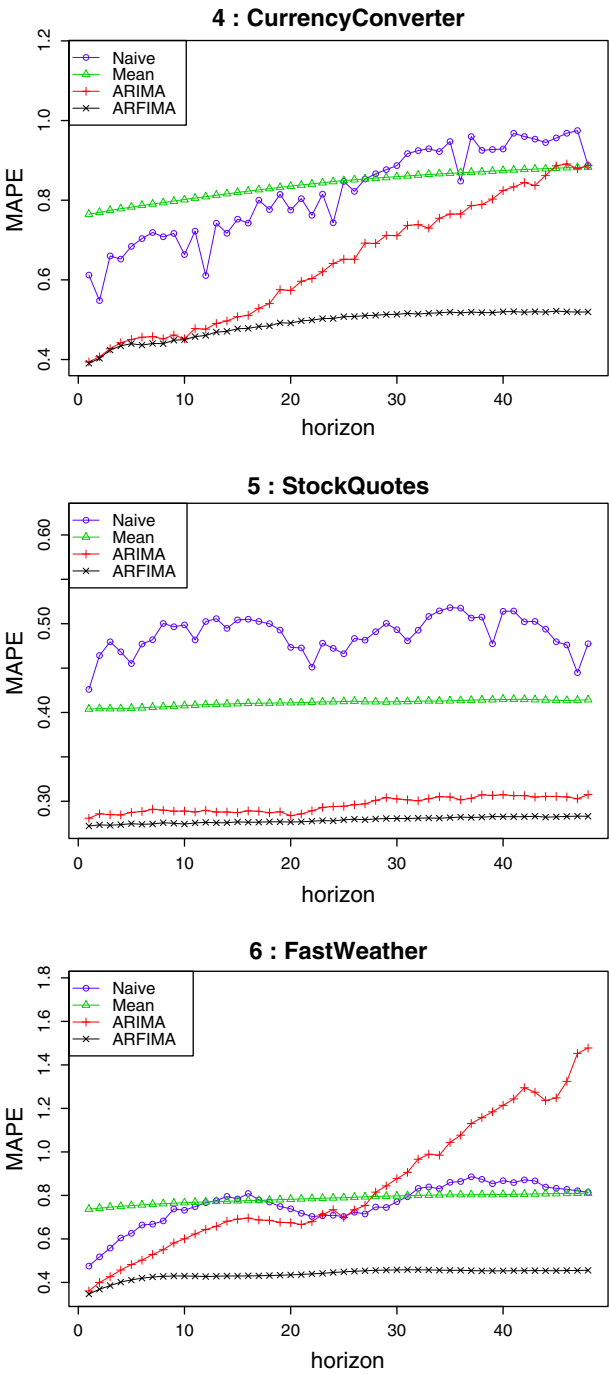 4 : CurrencyConverter
1.2
1.0
0.8
0.6
0.4
MAPE
Naive
Mean
ARIMA
ARFIMA
0 10 20 30 40
horizon
5 : StockQuotes
0.60
0.50
0.40
0.30
MAPE
Naive
Mean
ARIMA
ARFIMA
0 10 20 30 40
horizon
6 : FastWeather
1.8
1.6
1.4
1.2
1.0
0.8
0.6
0.4
MAPE
Naive
Mean
ARIMA
ARFIMA
0 10 20 30 40
horizon